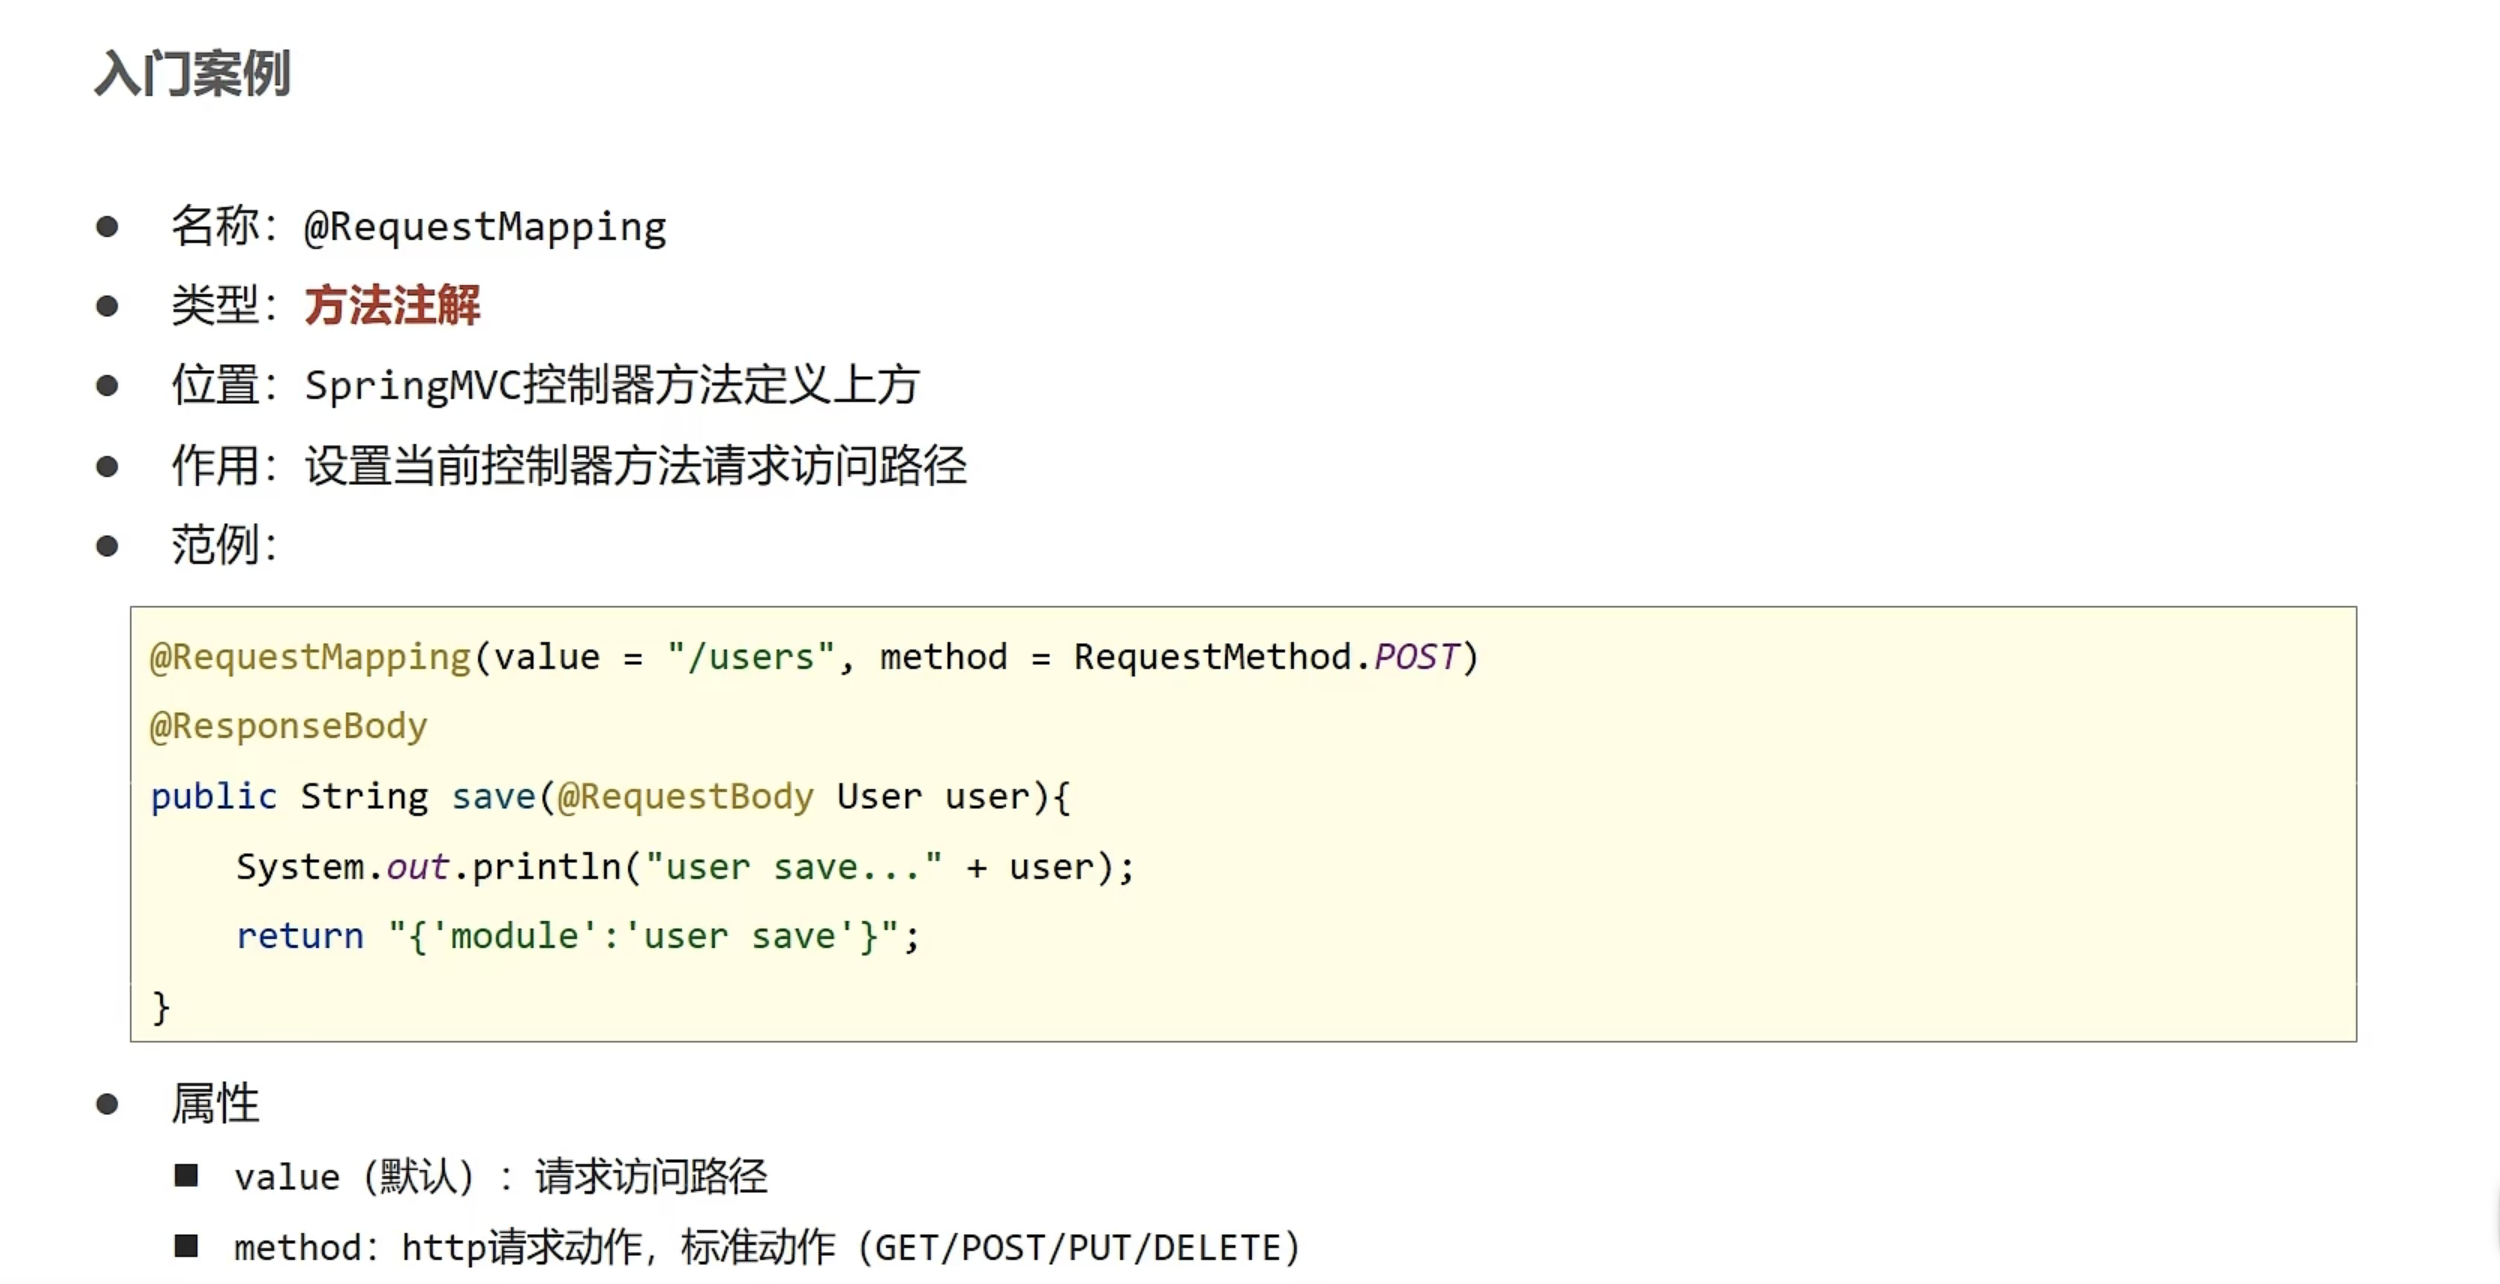 入门案例
名称：@RequestMapping
类型：方法注解
位置：SpringMVC控制器方法定义上方
作用：设置当前控制器方法请求访问路径
范例：
@RequestMapping(value = "/users", method = RequestMethod.POST)
@ResponseBody
public String save(@RequestBody User user){
    System.out.println("user save..." + user);
    return "{'module':'user save'}";
}
属性
value（默认）：请求访问路径
method：http请求动作，标准动作（GET/POST/PUT/DELETE）